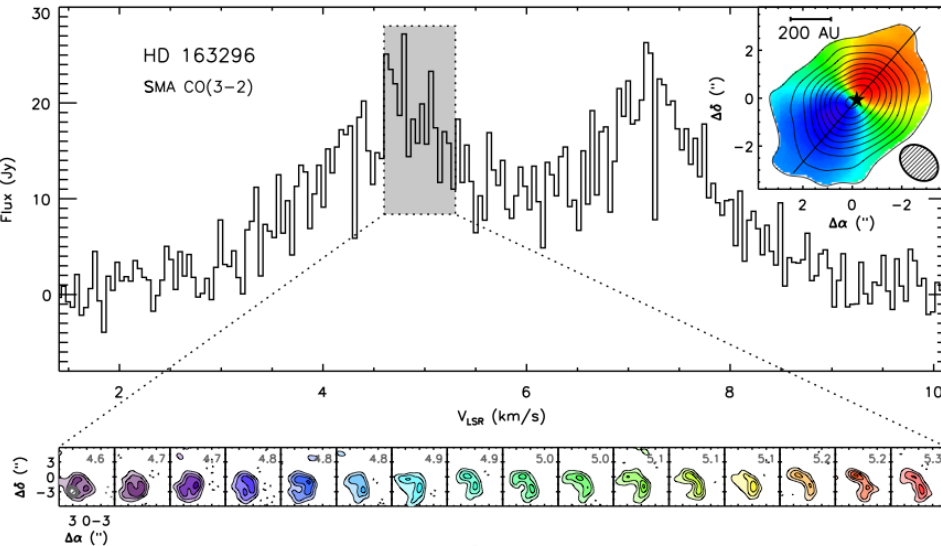 30
20
10
0
Flux (Jy)
HD 163296
SMA CO(3-2)
200 AU
2
0
-2
Δδ ('')
2 0 -2
Δα ('')
2 4 6 8 10
V_LSR (km/s)
4.6 4.7 4.7 4.8 4.8 4.8 4.9 4.9 5.0 5.0 5.1 5.1 5.1 5.2 5.2 5.3
3
0
-3
Δδ ('')
3 0-3
Δα ('')